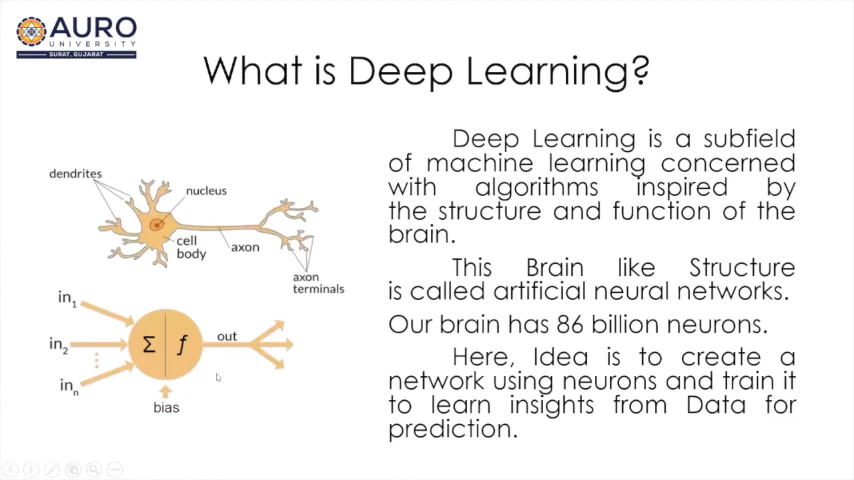 AURO
UNIVERSITY
SURAT, GUJARAT
What is Deep Learning?
dendrites
nucleus
cell
body
axon
axon
terminals
in1
in2
inn
Σ
f
out
bias
Deep Learning is a subfield
of machine learning concerned
with algorithms inspired by
the structure and function of the
brain.
This Brain like Structure
is called artificial neural networks.
Our brain has 86 billion neurons.
Here, Idea is to create a
network using neurons and train it
to learn insights from Data for
prediction.